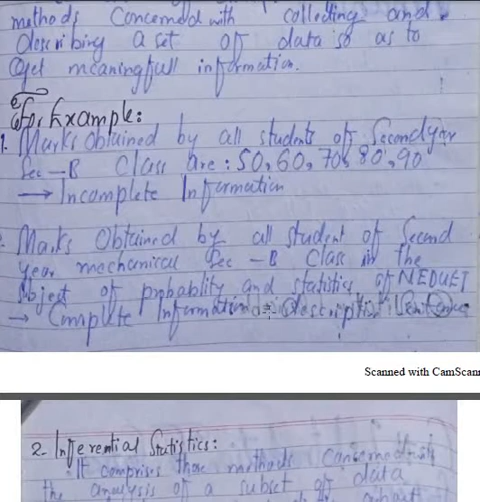 methods Concerned with collecting and
describing a set of data so as to
get meaningfull information.
For Example:
1. Marks Obtained by all students of Second year
Sec-B Class are: 50, 60, 70, 80, 90
→ Incomplete Information
Marks Obtained by all student of Second
year mechanical Sec-B Class in the
Subject of probablity and statistics of NEDUET
→ Complete Information
Scanned with CamScan
2- Inferential Statistics:
It comprises those methods Concerned with
the analysis of a subset of data
about